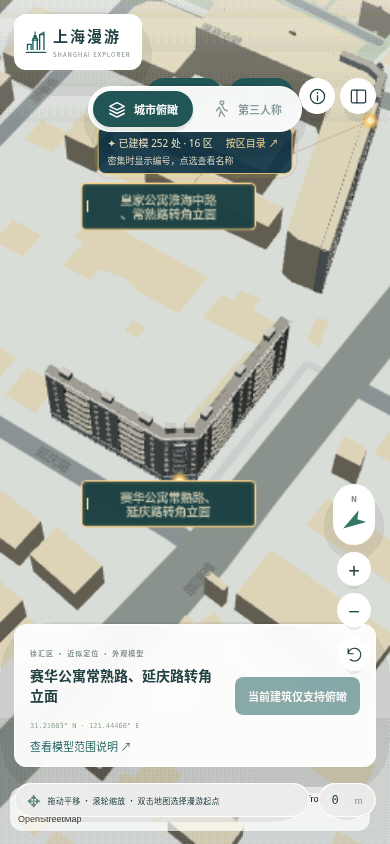 上海漫游
SHANGHAI EXPLORER
城市俯瞰
第三人称
✦ 已建模 252 处 · 16 区 按区目录 ↗
密集时显示编号，点选查看名称
皇家公寓淮海中路
、常熟路转角立面
延庆路
赛华公寓常熟路、
延庆路转角立面
N
+
−
徐汇区 · 近似定位 · 外观模型
赛华公寓常熟路、延庆路转角
立面
当前建筑仅支持俯瞰
31.21603° N · 121.44466° E
查看模型范围说明 ↗
拖动平移 · 滚轮缩放 · 双击地图选择漫游起点
0 m
OpenStreetMap